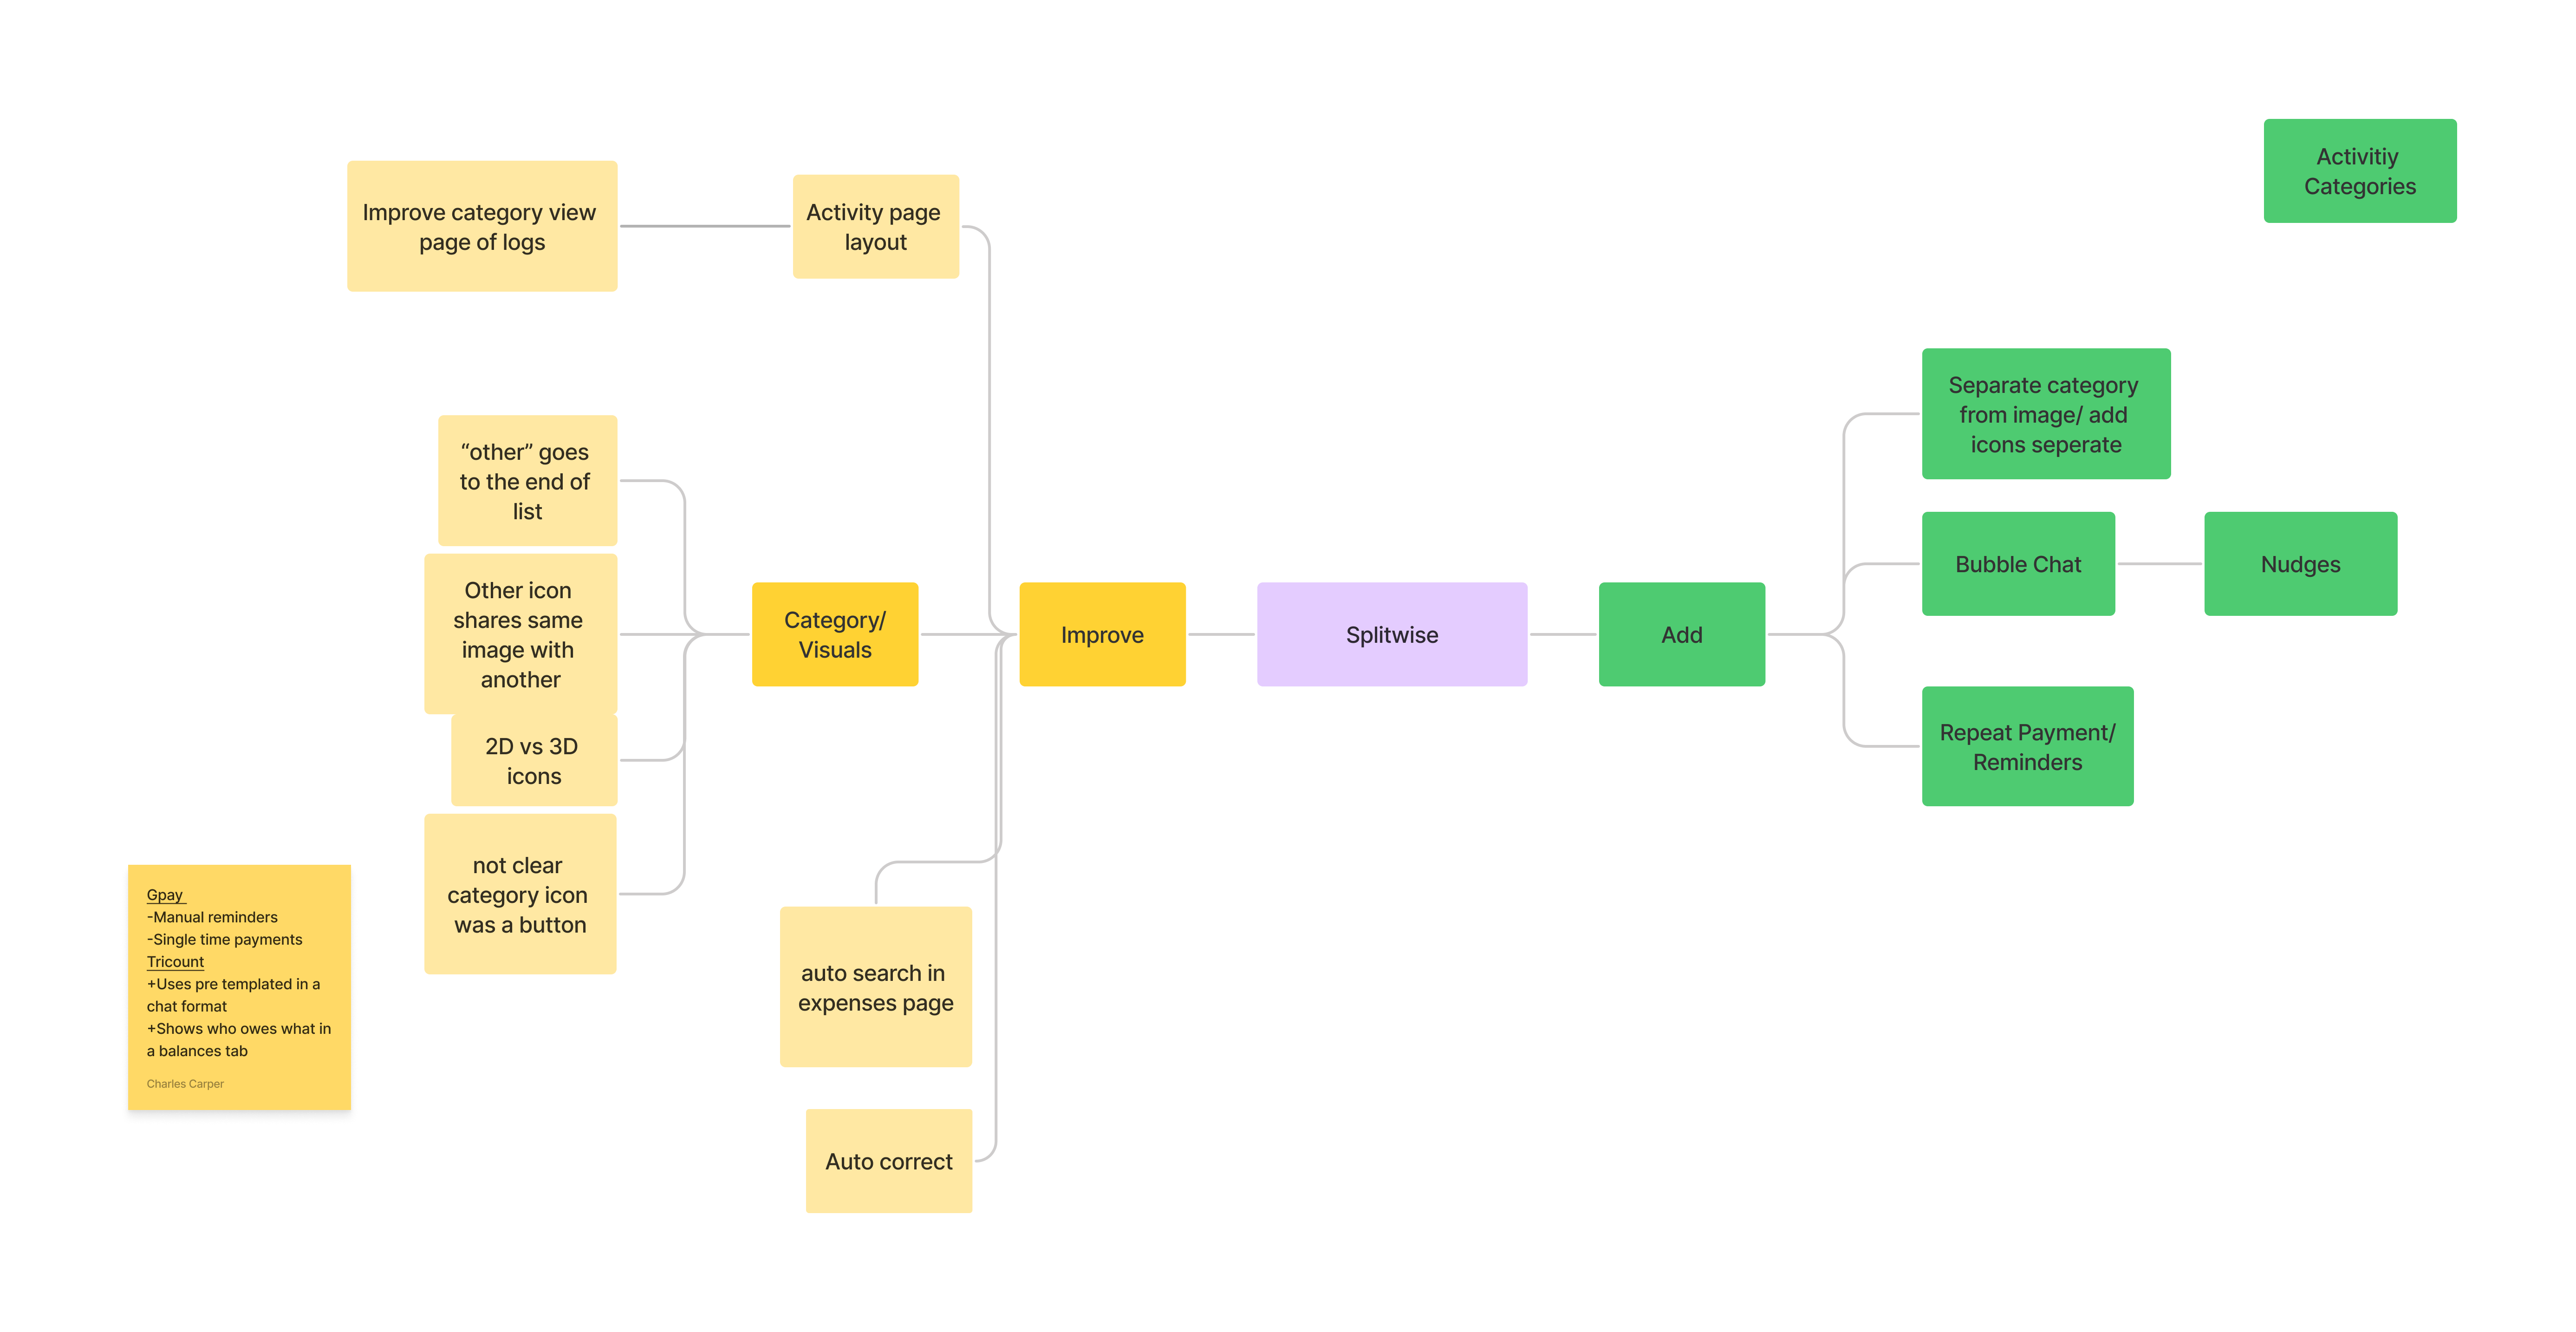 Activitiy
Categories
Improve category view
page of logs
Activity page
layout
Separate category
from image/ add
icons seperate
“other” goes
to the end of
list
Bubble Chat
Nudges
Other icon
shares same
image with
another
Category/
Visuals
Improve
Splitwise
Add
2D vs 3D
icons
Repeat Payment/
Reminders
not clear
category icon
was a button
Gpay
-Manual reminders
-Single time payments
Tricount
+Uses pre templated in a
chat format
+Shows who owes what in
a balances tab
Charles Carper
auto search in
expenses page
Auto correct